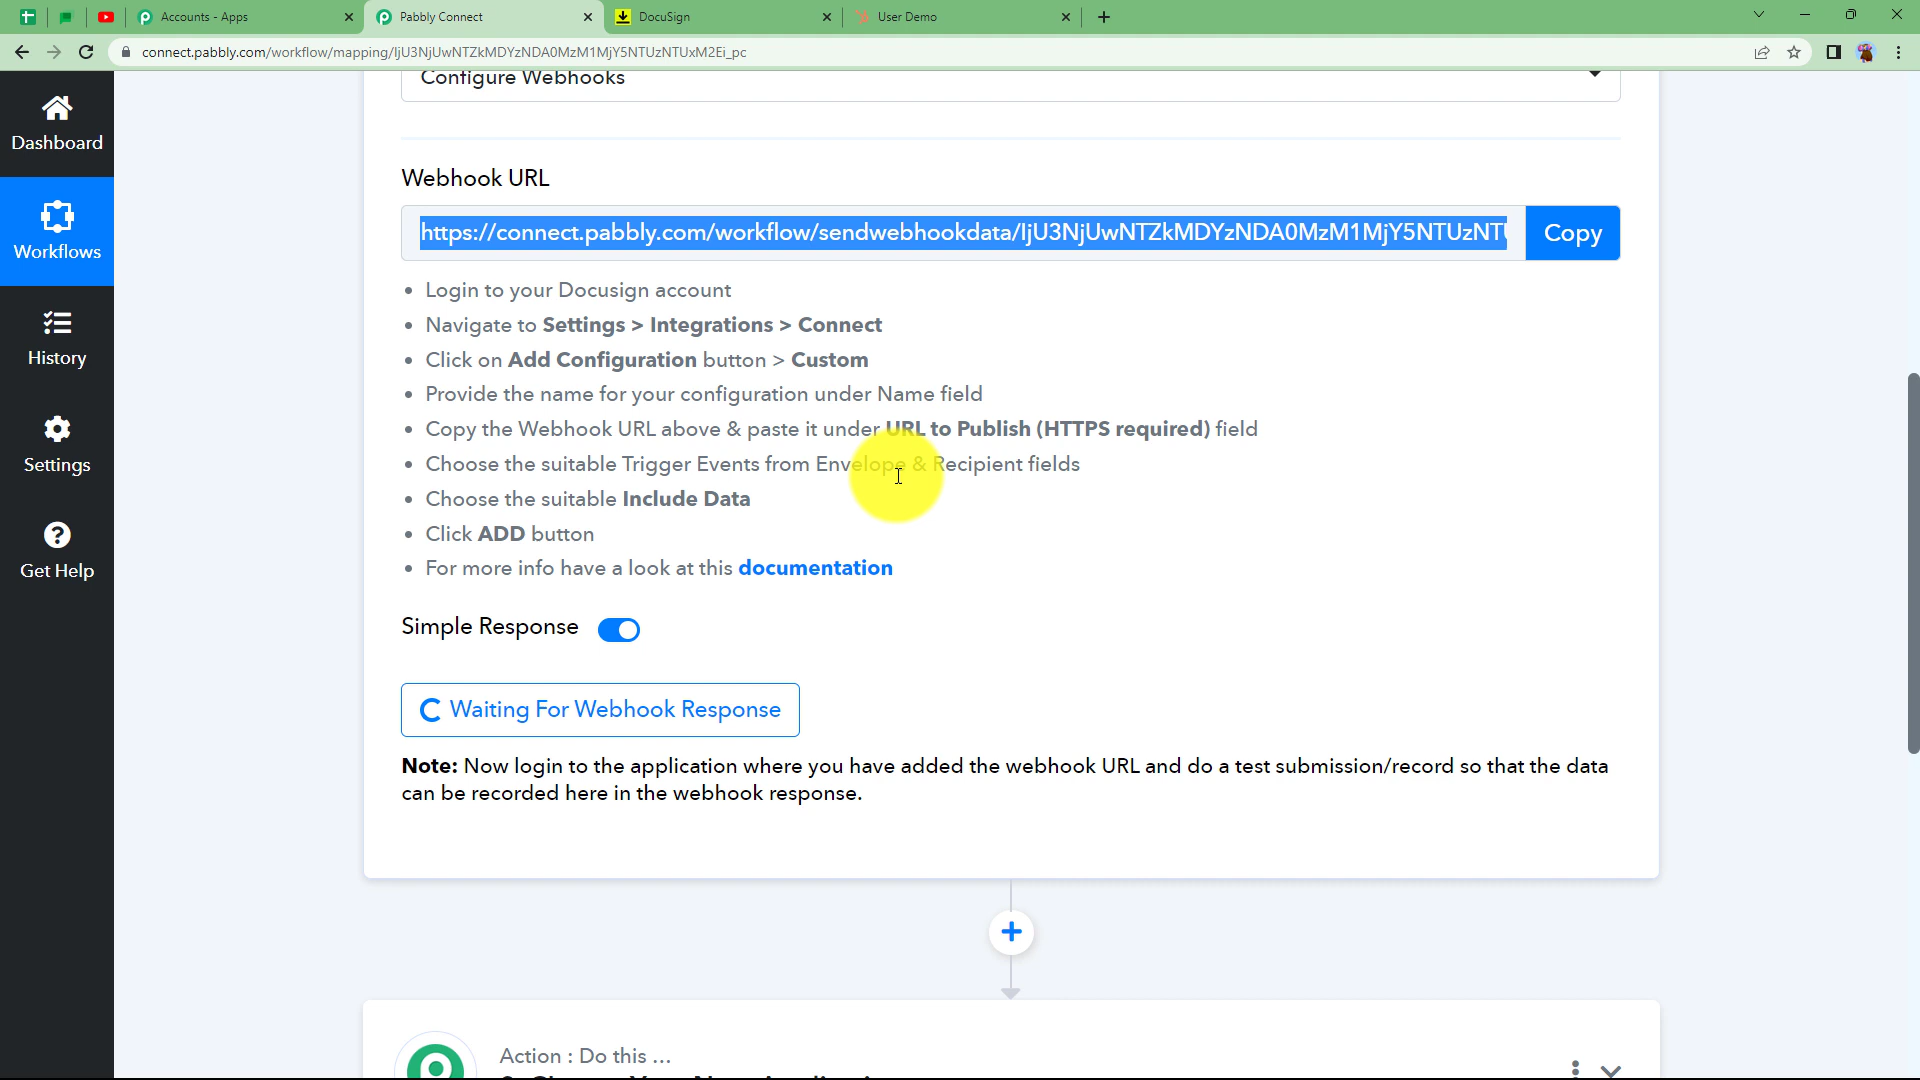 Accounts - Apps
Pabbly Connect
DocuSign
User Demo
connect.pabbly.com/workflow/mapping/IjU3NjUwNTZkMDYzNDA0MzM1MjY5NTUzNTUxM2Ei_pc
Configure Webhooks
Dashboard
Workflows
History
Settings
Get Help
Webhook URL
https://connect.pabbly.com/workflow/sendwebhookdata/IjU3NjUwNTZkMDYzNDA0MzM1MjY5NTUzNTU
Copy
• Login to your Docusign account
• Navigate to Settings > Integrations > Connect
• Click on Add Configuration button > Custom
• Provide the name for your configuration under Name field
• Copy the Webhook URL above & paste it under URL to Publish (HTTPS required) field
• Choose the suitable Trigger Events from Envelope & Recipient fields
• Choose the suitable Include Data
• Click ADD button
• For more info have a look at this documentation
Simple Response
Waiting For Webhook Response
Note: Now login to the application where you have added the webhook URL and do a test submission/record so that the data
can be recorded here in the webhook response.
Action : Do this ...